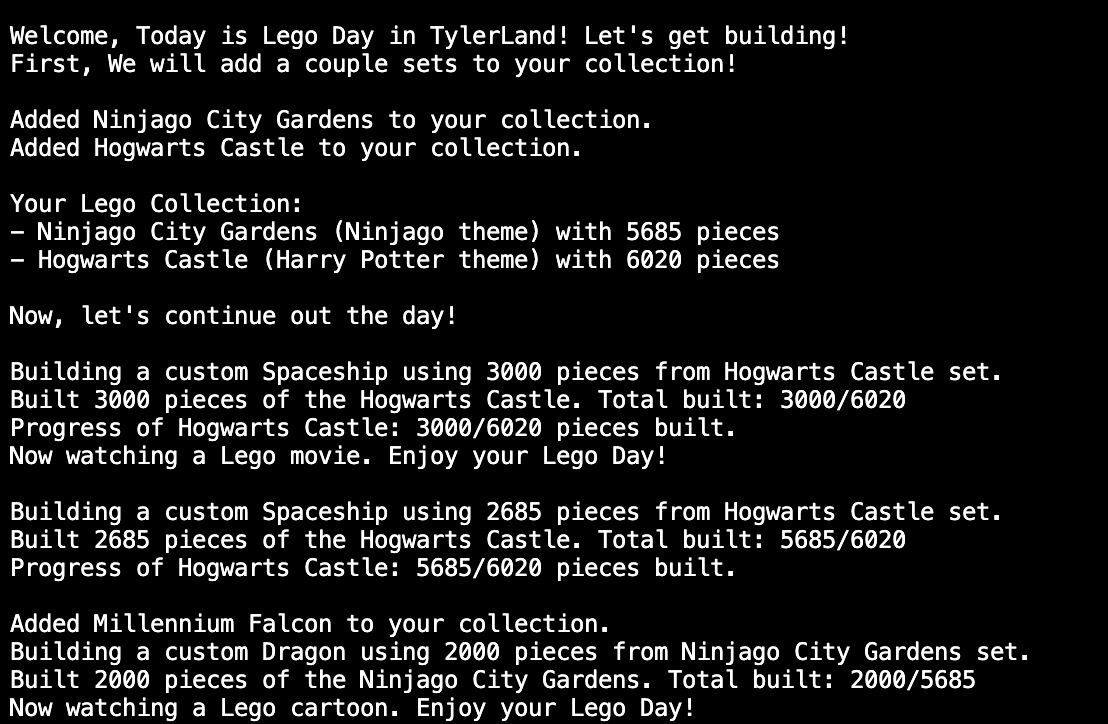 Welcome, Today is Lego Day in TylerLand! Let's get building!
First, We will add a couple sets to your collection!
Added Ninjago City Gardens to your collection.
Added Hogwarts Castle to your collection.
Your Lego Collection:
- Ninjago City Gardens (Ninjago theme) with 5685 pieces
- Hogwarts Castle (Harry Potter theme) with 6020 pieces
Now, let's continue out the day!
Building a custom Spaceship using 3000 pieces from Hogwarts Castle set.
Built 3000 pieces of the Hogwarts Castle. Total built: 3000/6020
Progress of Hogwarts Castle: 3000/6020 pieces built.
Now watching a Lego movie. Enjoy your Lego Day!
Building a custom Spaceship using 2685 pieces from Hogwarts Castle set.
Built 2685 pieces of the Hogwarts Castle. Total built: 5685/6020
Progress of Hogwarts Castle: 5685/6020 pieces built.
Added Millennium Falcon to your collection.
Building a custom Dragon using 2000 pieces from Ninjago City Gardens set.
Built 2000 pieces of the Ninjago City Gardens. Total built: 2000/5685
Now watching a Lego cartoon. Enjoy your Lego Day!